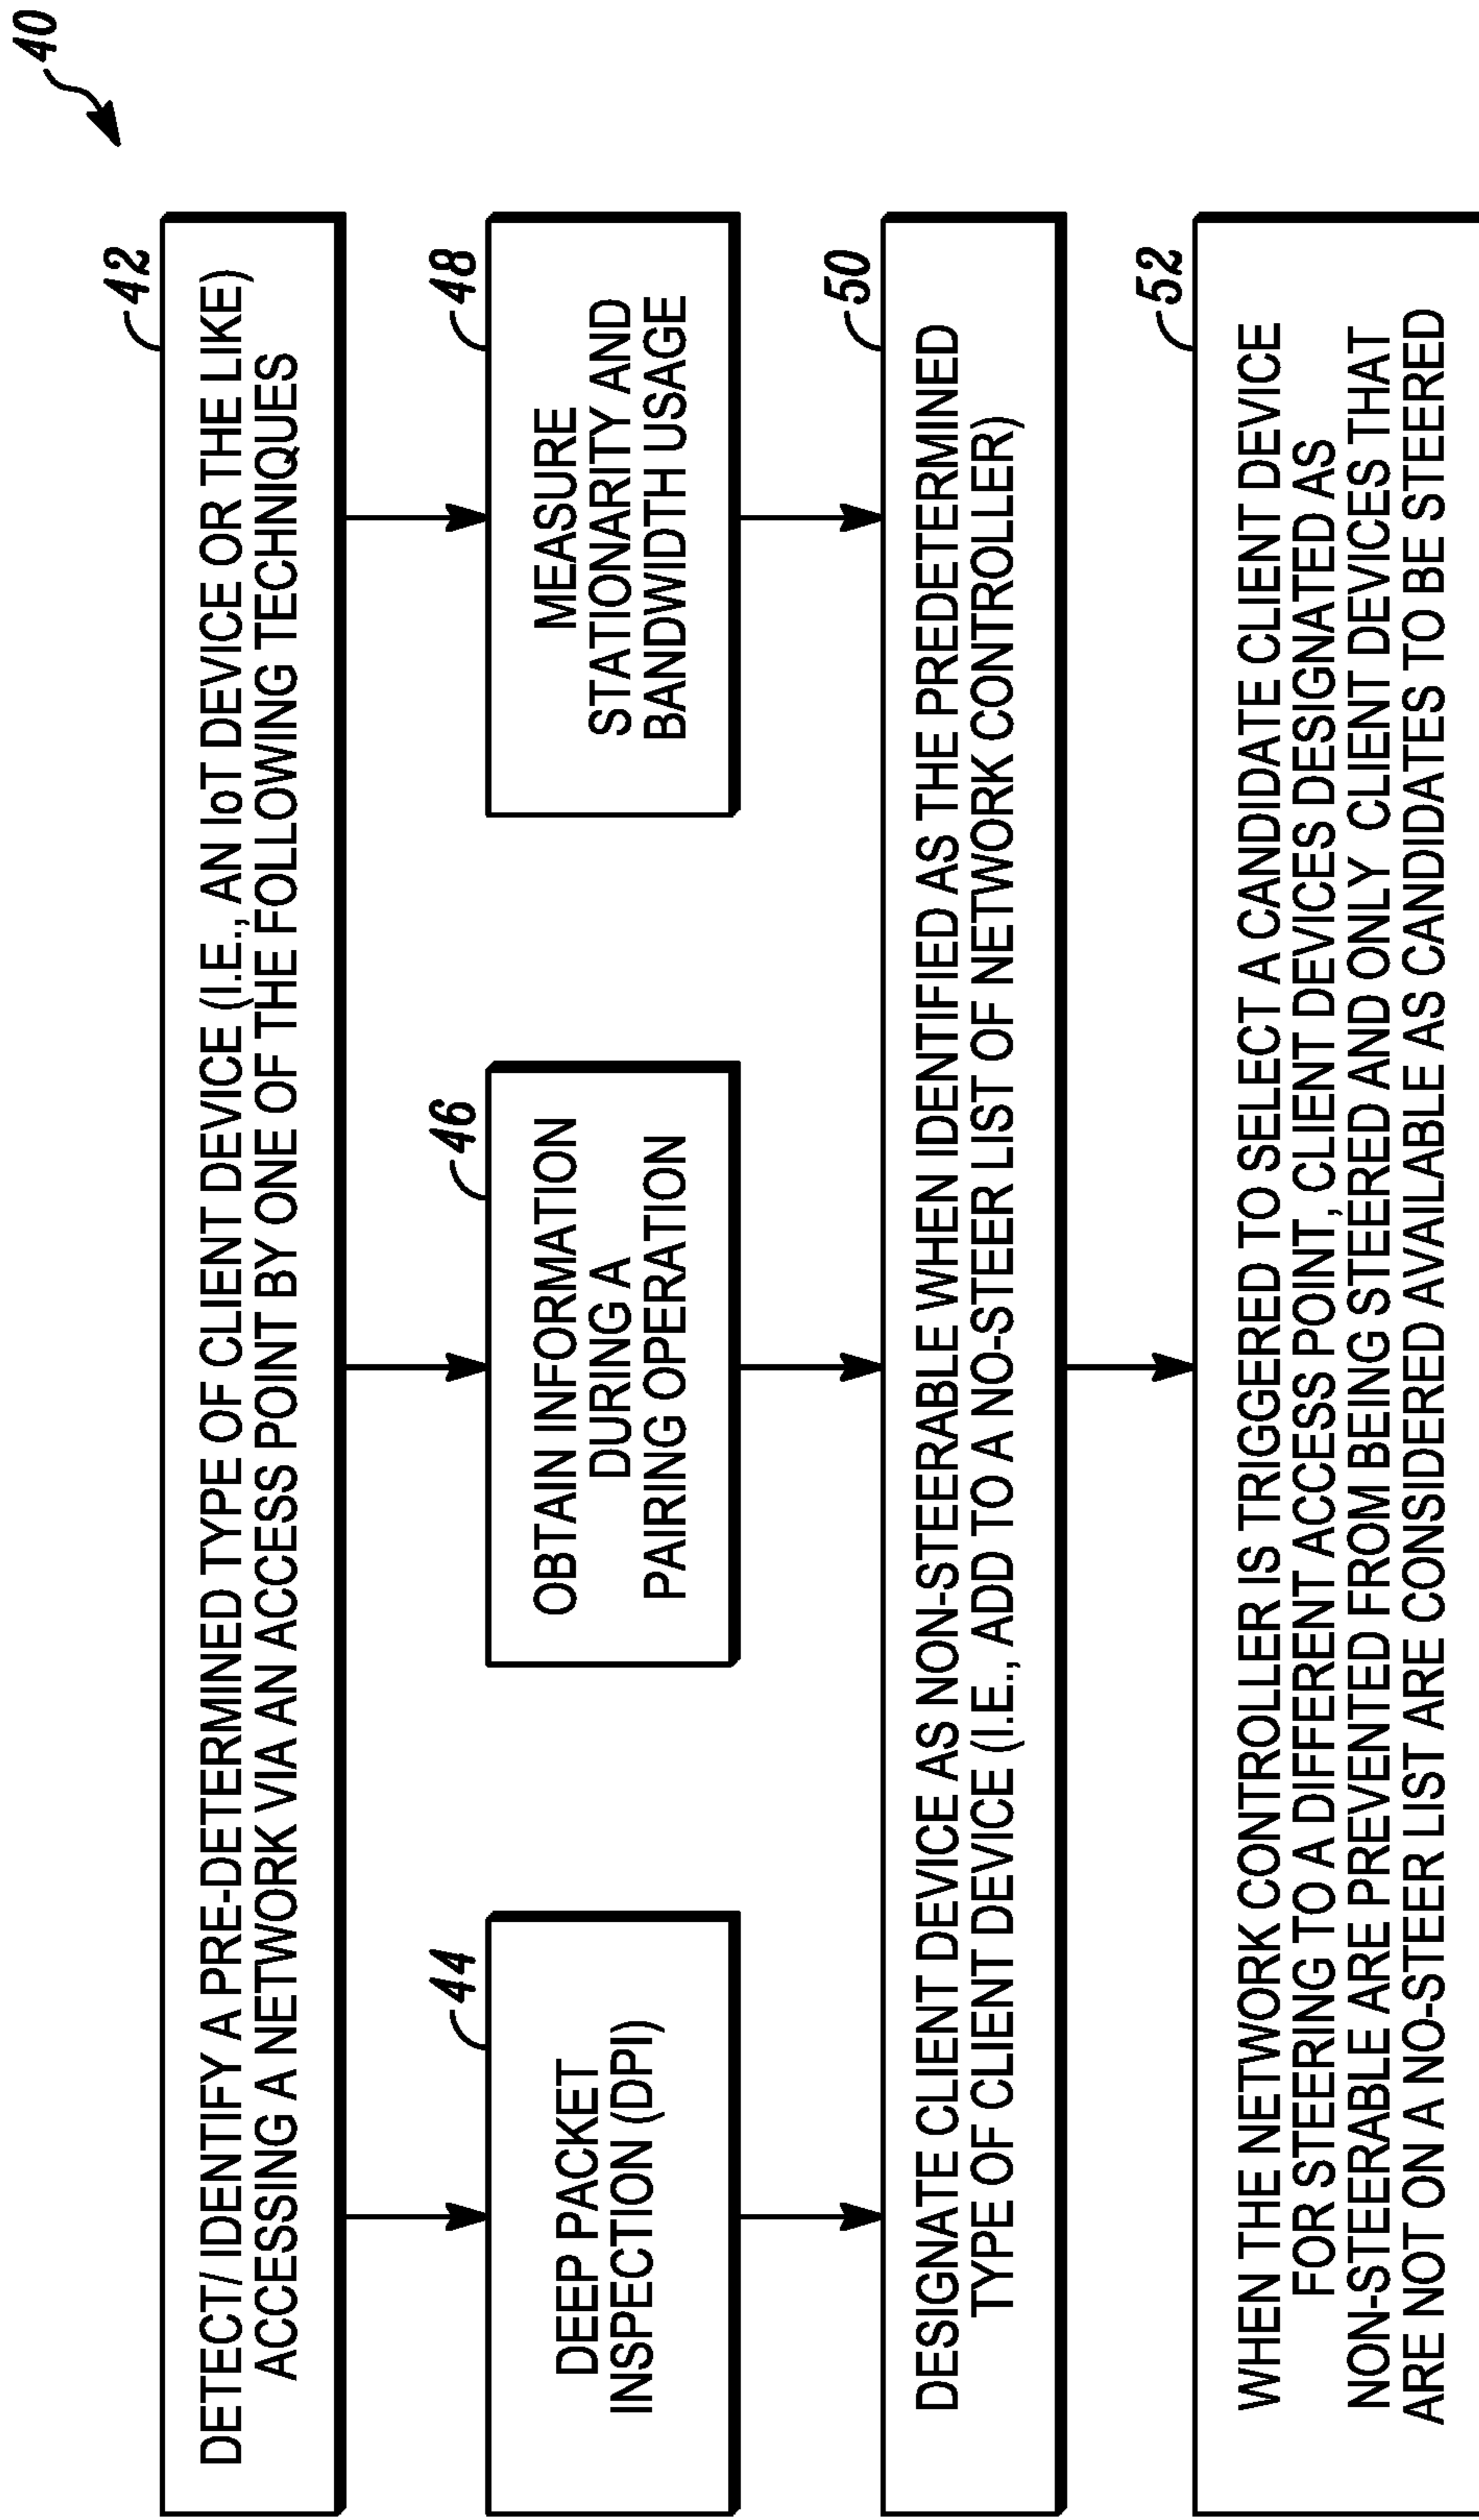 40
42
DETECT/ IDENTIFY A PRE-DETERMINED TYPE OF CLIENT DEVICE (I.E., AN IoT DEVICE OR THE LIKE)
ACCESSING A NETWORK VIA AN ACCESS POINT BY ONE OF THE FOLLOWING TECHNIQUES
44
DEEP PACKET
INSPECTION (DPI)
46
OBTAIN INFORMATION
DURING A
PAIRING OPERATION
48
MEASURE
STATIONARITY AND
BANDWIDTH USAGE
50
DESIGNATE CLIENT DEVICE AS NON-STEERABLE WHEN IDENTIFIED AS THE PREDETERMINED
TYPE OF CLIENT DEVICE (I.E., ADD TO A NO-STEER LIST OF NETWORK CONTROLLER)
52
WHEN THE NETWORK CONTROLLER IS TRIGGERED TO SELECT A CANDIDATE CLIENT DEVICE
FOR STEERING TO A DIFFERENT ACCESS POINT, CLIENT DEVICES DESIGNATED AS
NON-STEERABLE ARE PREVENTED FROM BEING STEERED AND ONLY CLIENT DEVICES THAT
ARE NOT ON A NO-STEER LIST ARE CONSIDERED AVAILABLE AS CANDIDATES TO BE STEERED